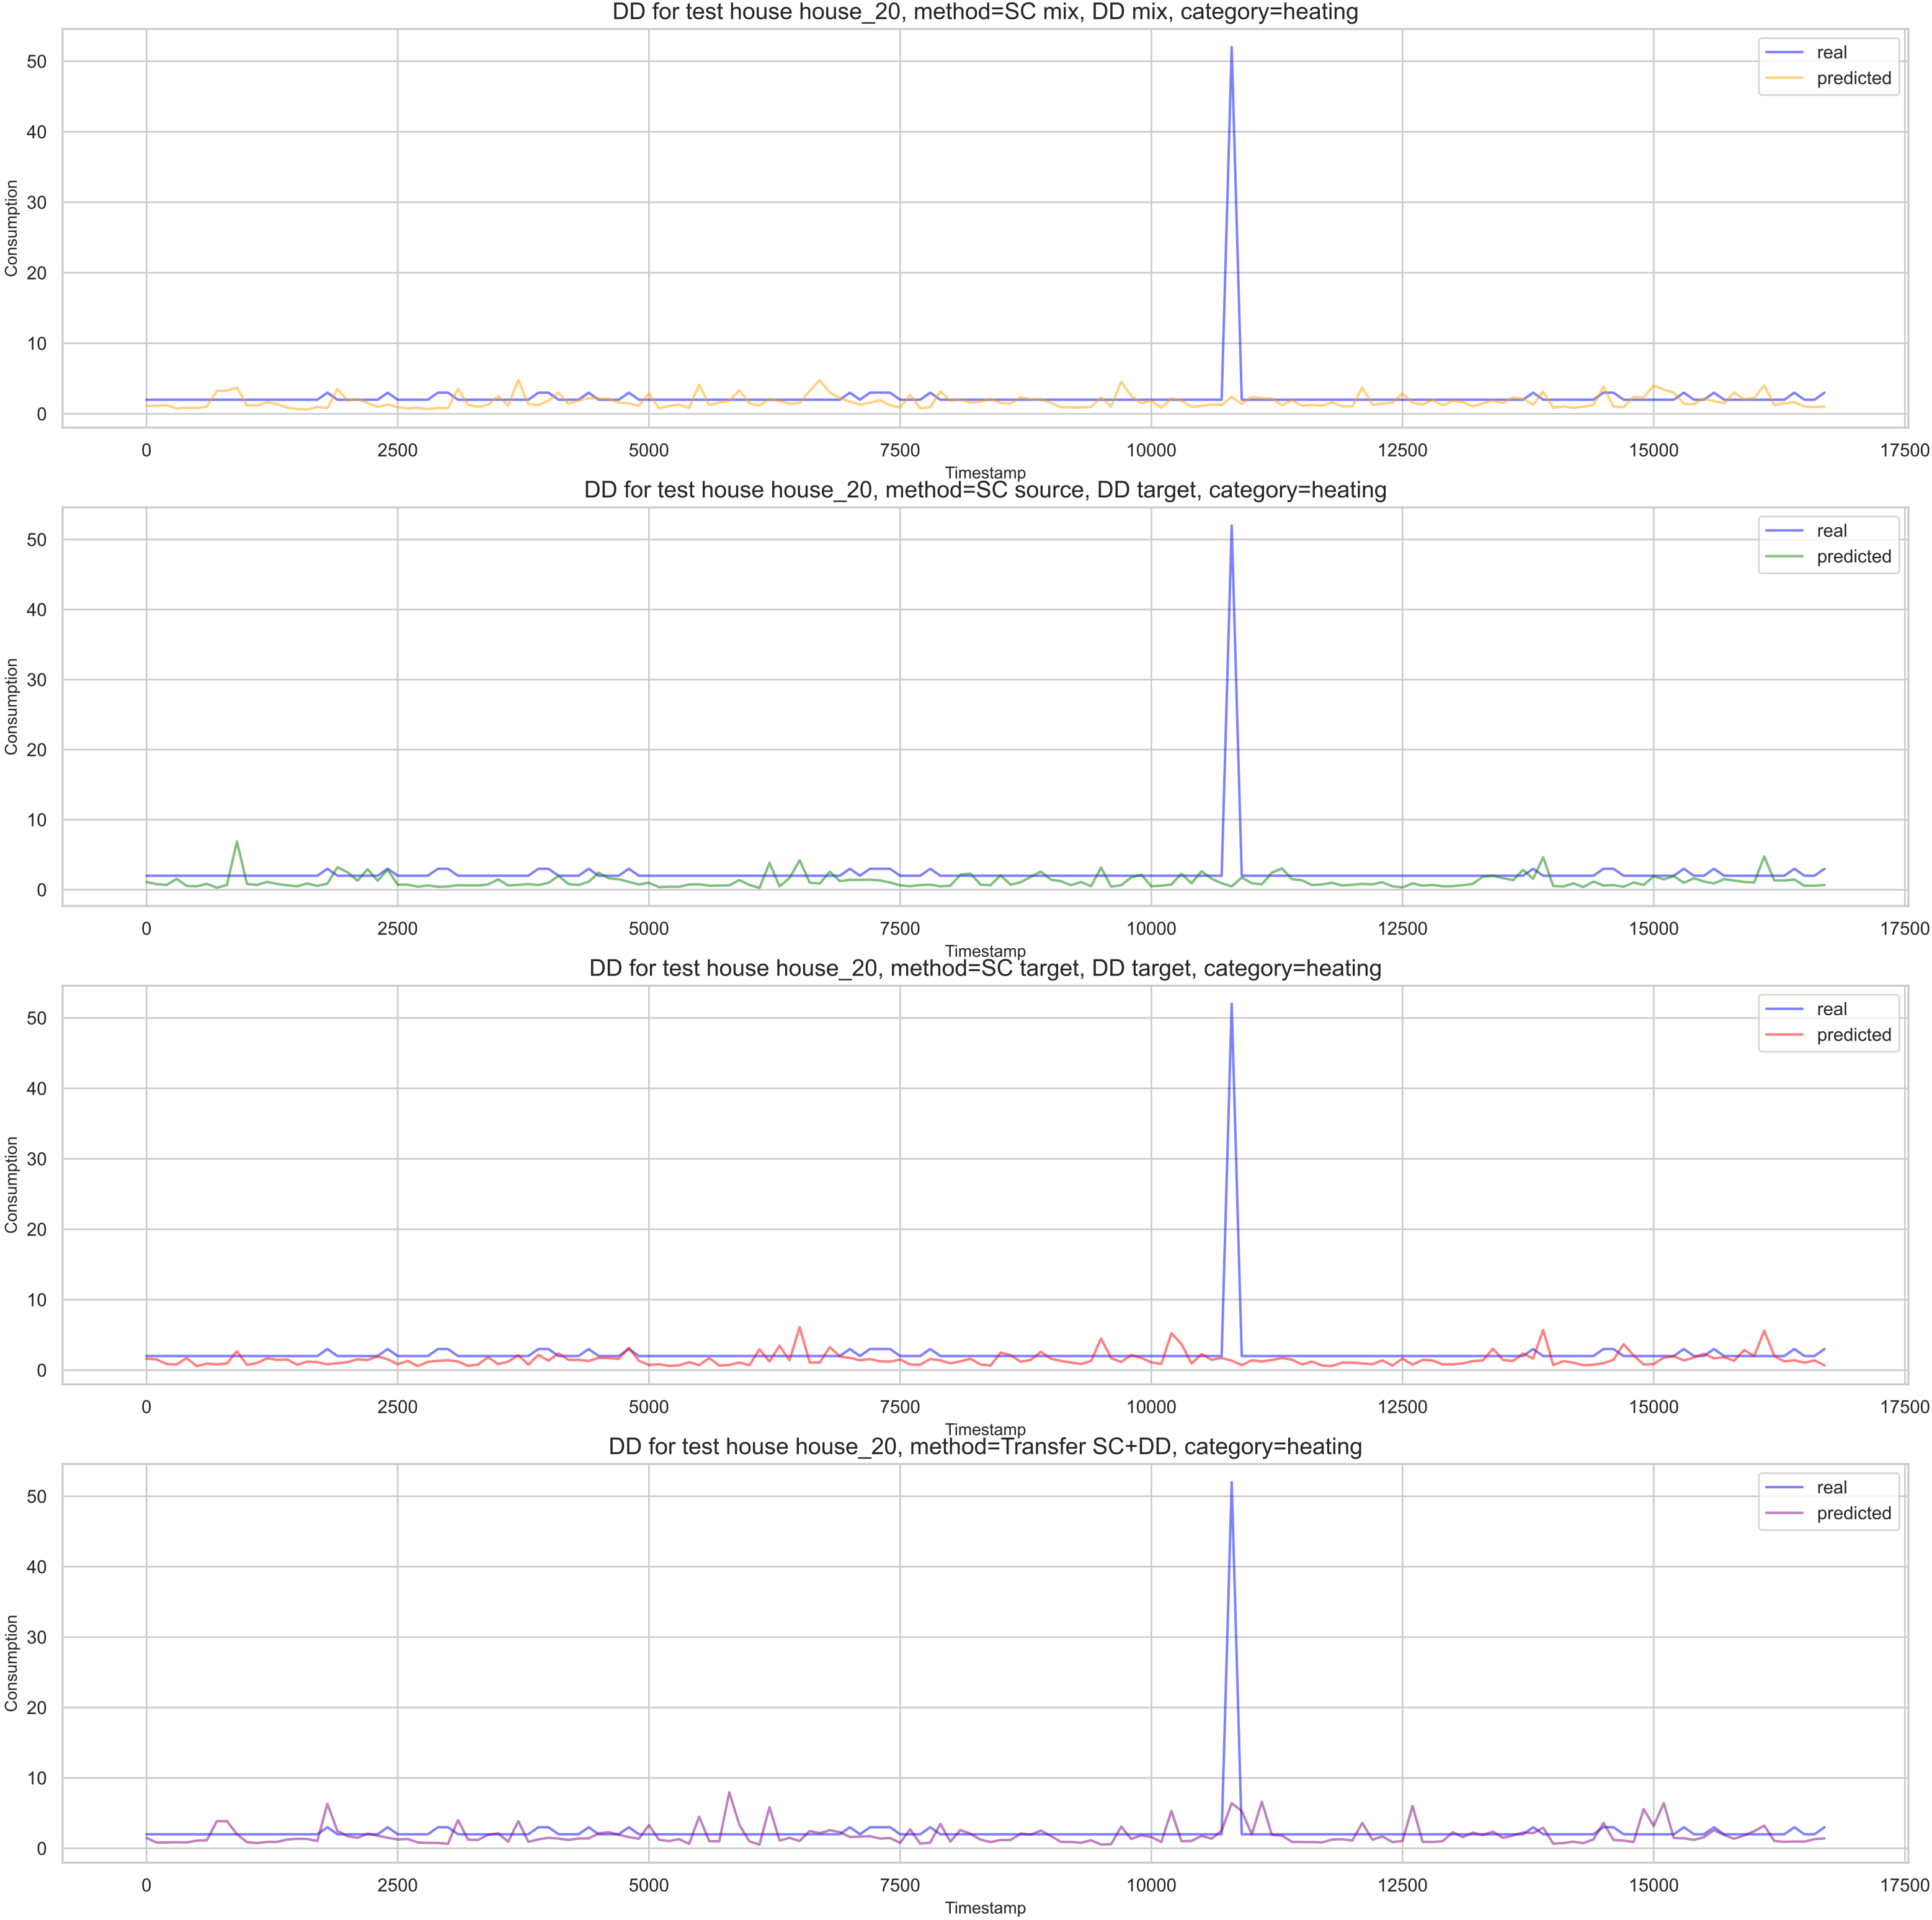 DD for test house house_20, method=SC mix, DD mix, category=heating
real
predicted
50
40
30
20
10
0
Consumption
0 2500 5000 7500 10000 12500 15000 17500
Timestamp
DD for test house house_20, method=SC source, DD target, category=heating
real
predicted
50
40
30
20
10
0
Consumption
0 2500 5000 7500 10000 12500 15000 17500
Timestamp
DD for test house house_20, method=SC target, DD target, category=heating
real
predicted
50
40
30
20
10
0
Consumption
0 2500 5000 7500 10000 12500 15000 17500
Timestamp
DD for test house house_20, method=Transfer SC+DD, category=heating
real
predicted
50
40
30
20
10
0
Consumption
0 2500 5000 7500 10000 12500 15000 17500
Timestamp